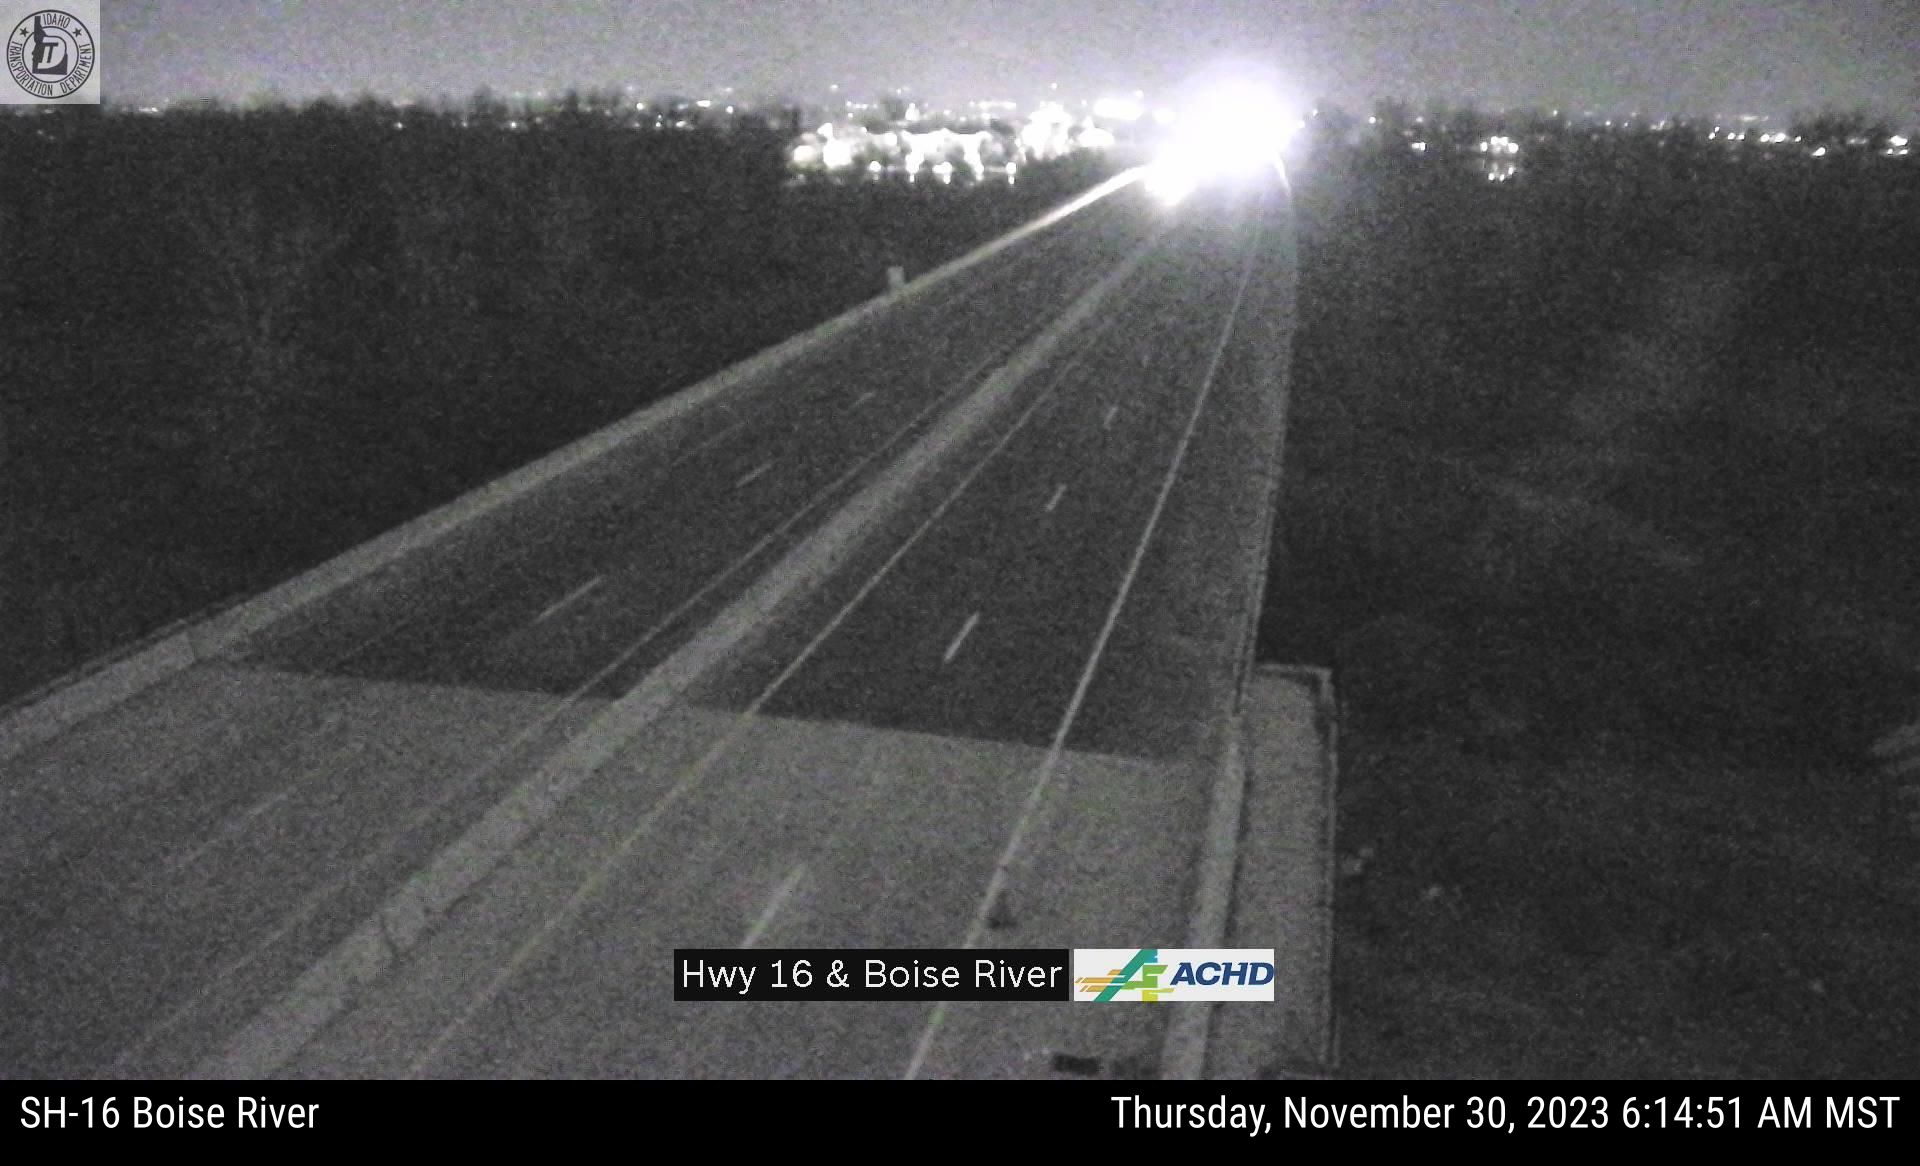 IDAHO
TRANSPORTATION DEPARTMENT
Hwy 16 & Boise River
ACHD
SH-16 Boise River
Thursday, November 30, 2023 6:14:51 AM MST